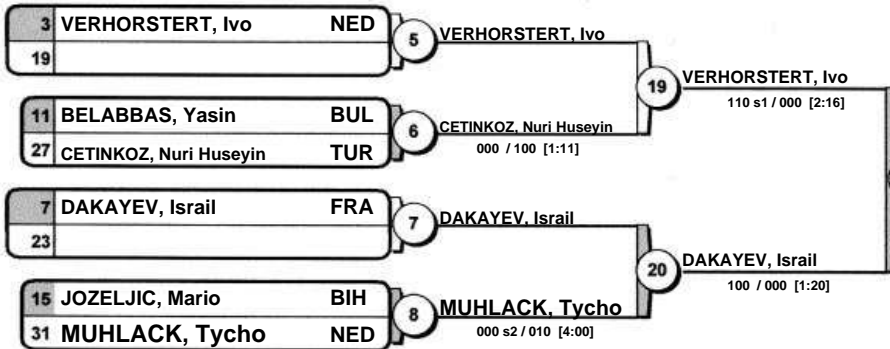 3 VERHORSTERT, Ivo NED
19
5 VERHORSTERT, Ivo
11 BELABBAS, Yasin BUL
27 CETINKOZ, Nuri Huseyin TUR
6 CETINKOZ, Nuri Huseyin
000 / 100 [1:11]
19 VERHORSTERT, Ivo
110 s1 / 000 [2:16]
7 DAKAYEV, Israil FRA
23
7 DAKAYEV, Israil
15 JOZELJIC, Mario BIH
31 MUHLACK, Tycho NED
8 MUHLACK, Tycho
000 s2 / 010 [4:00]
20 DAKAYEV, Israil
100 / 000 [1:20]